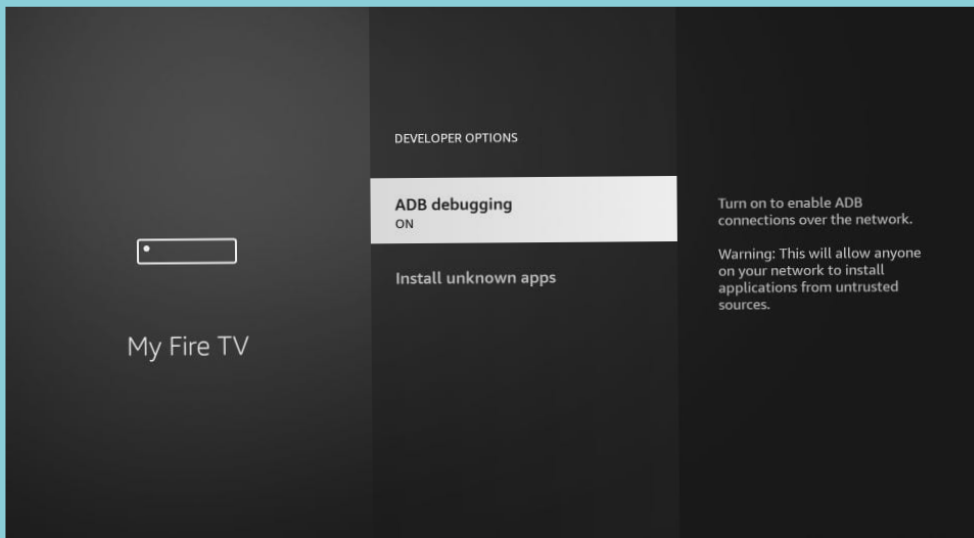 DEVELOPER OPTIONS
ADB debugging
ON
Install unknown apps
My Fire TV
Turn on to enable ADB
connections over the network.
Warning: This will allow anyone
on your network to install
applications from untrusted
sources.